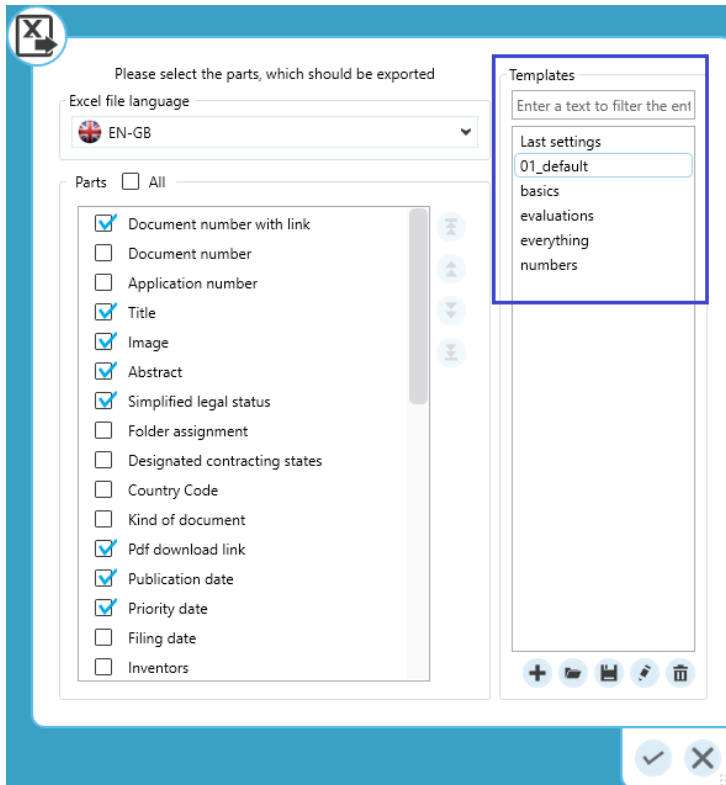 X
Please select the parts, which should be exported
Excel file language
EN-GB
Parts
All
Document number with link
Document number
Application number
Title
Image
Abstract
Simplified legal status
Folder assignment
Designated contracting states
Country Code
Kind of document
Pdf download link
Publication date
Priority date
Filing date
Inventors
Templates
Enter a text to filter the ent
Last settings
01_default
basics
evaluations
everything
numbers